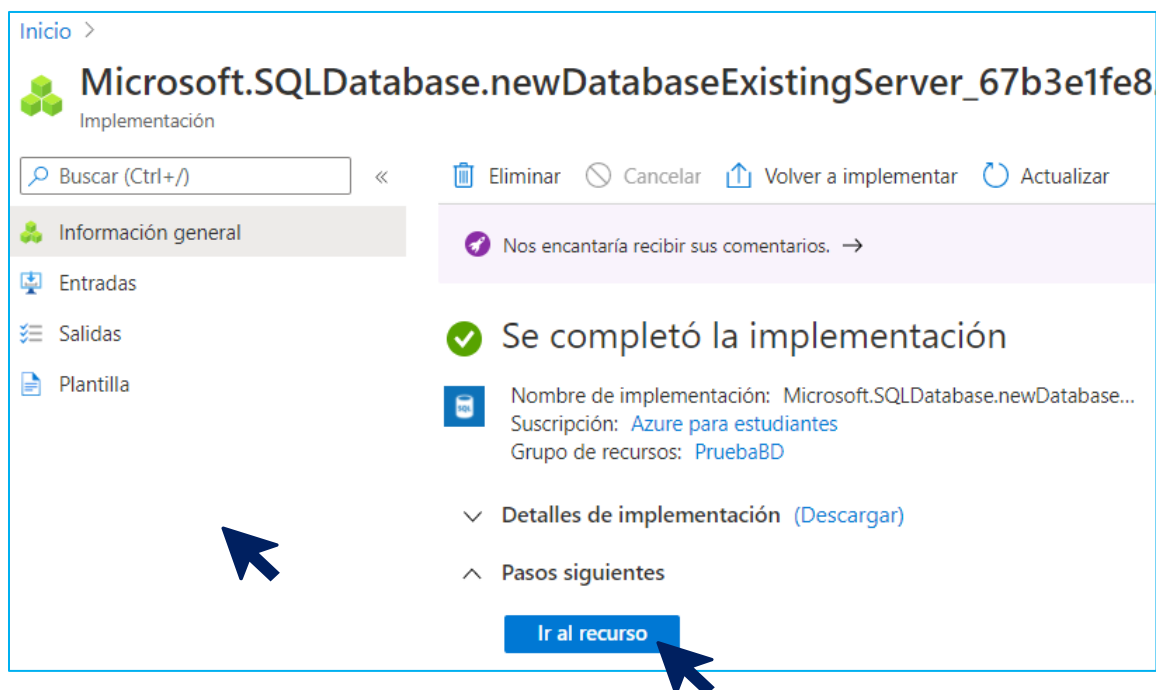 Inicio >
Microsoft.SQLDatabase.newDatabaseExistingServer_67b3e1fe8
Implementación
Buscar (Ctrl+/)
«
Eliminar Cancelar Volver a implementar Actualizar
Información general
Entradas
Salidas
Plantilla
Nos encantaría recibir sus comentarios. →
Se completó la implementación
SQL
Nombre de implementación: Microsoft.SQLDatabase.newDatabase...
Suscripción: Azure para estudiantes
Grupo de recursos: PruebaBD
Detalles de implementación (Descargar)
Pasos siguientes
Ir al recurso